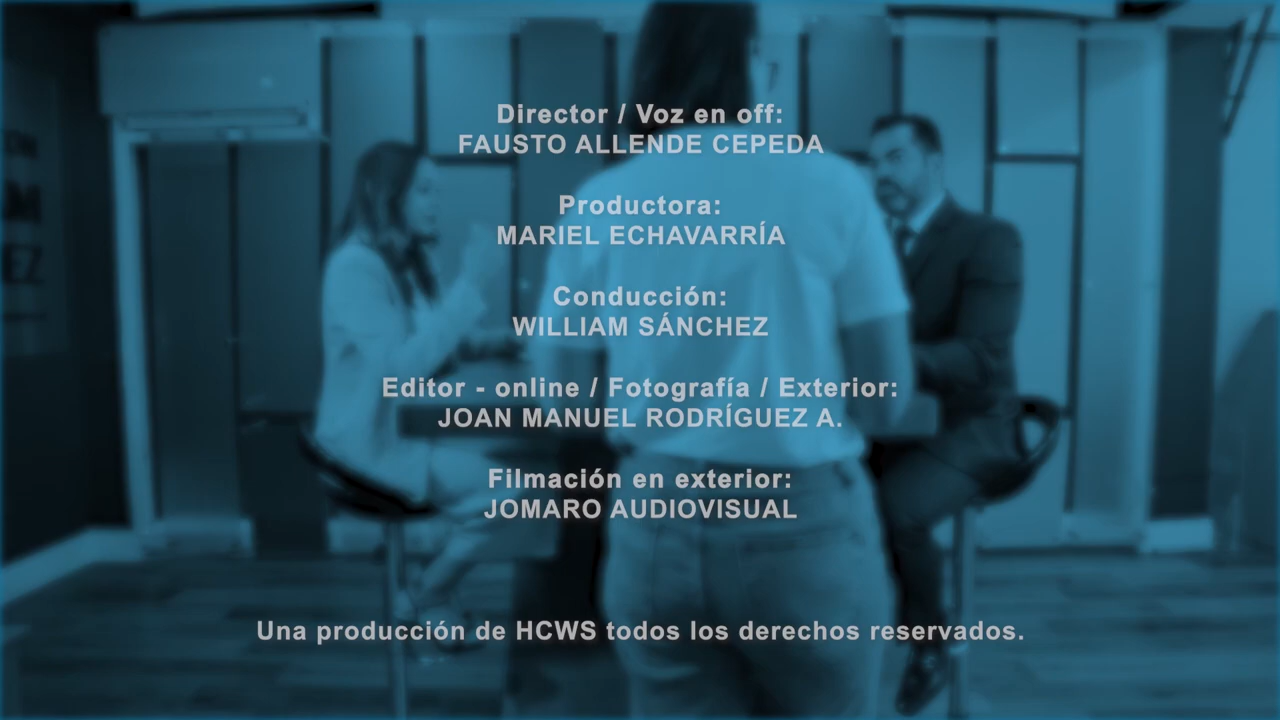 Director / Voz en off:
FAUSTO ALLENDE CEPEDA
Productora:
MARIEL ECHAVARRÍA
Conducción:
WILLIAM SÁNCHEZ
Editor - online / Fotografía / Exterior:
JOAN MANUEL RODRÍGUEZ A.
Filmación en exterior:
JOMARO AUDIOVISUAL
Una producción de HCWS todos los derechos reservados.